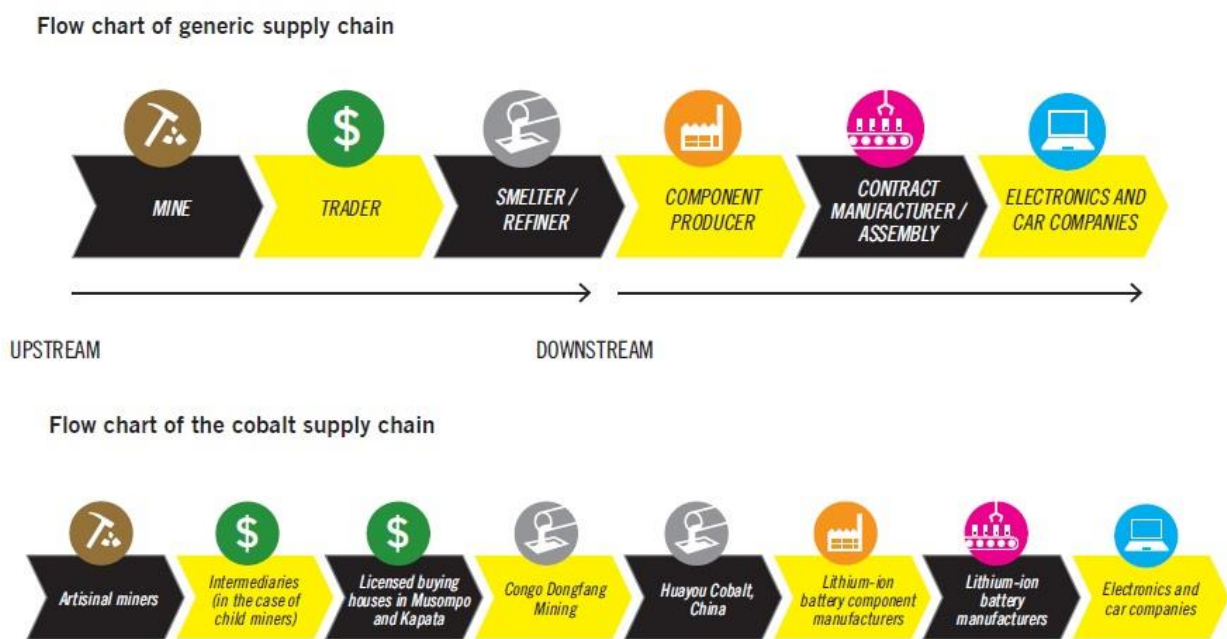 Flow chart of generic supply chain
$
MINE
TRADER
SMELTER /
REFINER
COMPONENT
PRODUCER
CONTRACT
MANUFACTURER /
ASSEMBLY
ELECTRONICS AND
CAR COMPANIES
UPSTREAM
DOWNSTREAM
Flow chart of the cobalt supply chain
$
$
Artisinal miners
Intermediaries
(in the case of
child miners)
Licensed buying
houses in Musompo
and Kapata
Congo Dongfang
Mining
Huayou Cobalt,
China
Lithium-ion
battery component
manufacturers
Lithium-ion
battery
manufacturers
Electronics and
car companies